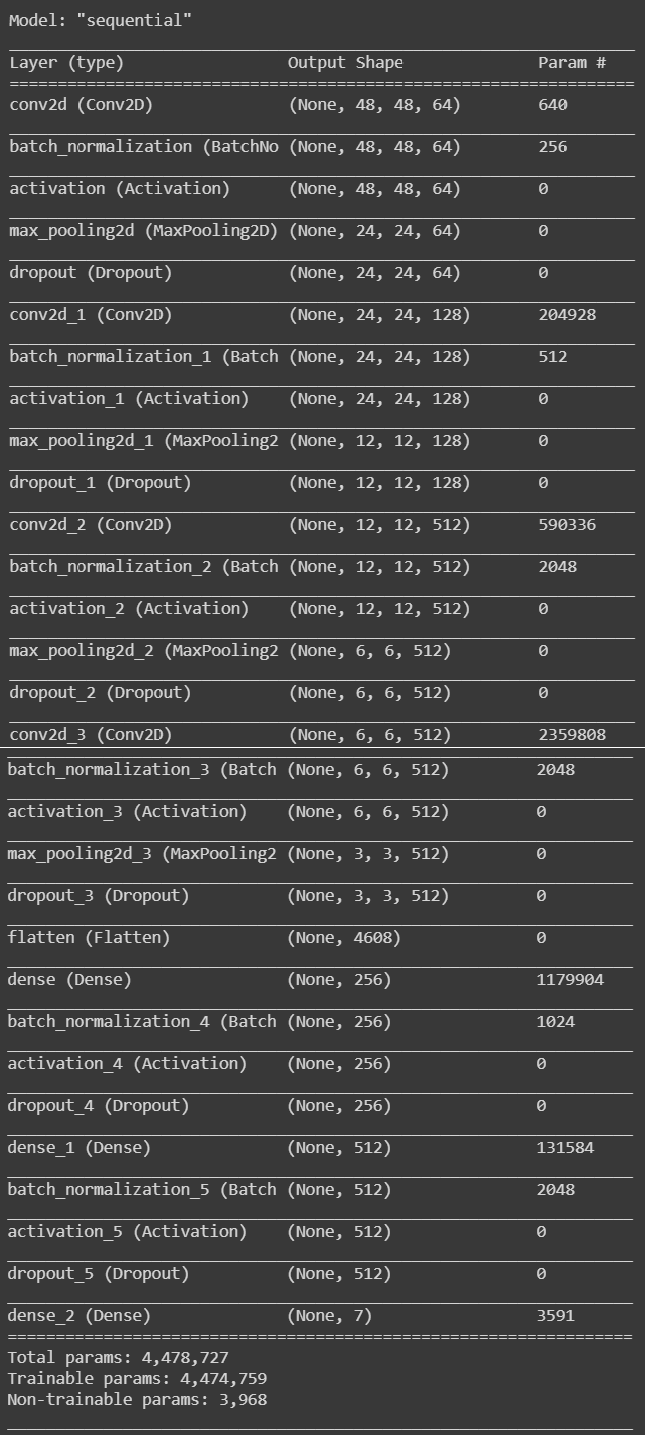 Model: "sequential"
Layer (type) Output Shape Param #
conv2d (Conv2D) (None, 48, 48, 64) 640
batch_normalization (BatchNo (None, 48, 48, 64) 256
activation (Activation) (None, 48, 48, 64) 0
max_pooling2d (MaxPooling2D) (None, 24, 24, 64) 0
dropout (Dropout) (None, 24, 24, 64) 0
conv2d_1 (Conv2D) (None, 24, 24, 128) 204928
batch_normalization_1 (Batch (None, 24, 24, 128) 512
activation_1 (Activation) (None, 24, 24, 128) 0
max_pooling2d_1 (MaxPooling2 (None, 12, 12, 128) 0
dropout_1 (Dropout) (None, 12, 12, 128) 0
conv2d_2 (Conv2D) (None, 12, 12, 512) 590336
batch_normalization_2 (Batch (None, 12, 12, 512) 2048
activation_2 (Activation) (None, 12, 12, 512) 0
max_pooling2d_2 (MaxPooling2 (None, 6, 6, 512) 0
dropout_2 (Dropout) (None, 6, 6, 512) 0
conv2d_3 (Conv2D) (None, 6, 6, 512) 2359808
batch_normalization_3 (Batch (None, 6, 6, 512) 2048
activation_3 (Activation) (None, 6, 6, 512) 0
max_pooling2d_3 (MaxPooling2 (None, 3, 3, 512) 0
dropout_3 (Dropout) (None, 3, 3, 512) 0
flatten (Flatten) (None, 4608) 0
dense (Dense) (None, 256) 1179904
batch_normalization_4 (Batch (None, 256) 1024
activation_4 (Activation) (None, 256) 0
dropout_4 (Dropout) (None, 256) 0
dense_1 (Dense) (None, 512) 131584
batch_normalization_5 (Batch (None, 512) 2048
activation_5 (Activation) (None, 512) 0
dropout_5 (Dropout) (None, 512) 0
dense_2 (Dense) (None, 7) 3591
Total params: 4,478,727
Trainable params: 4,474,759
Non-trainable params: 3,968